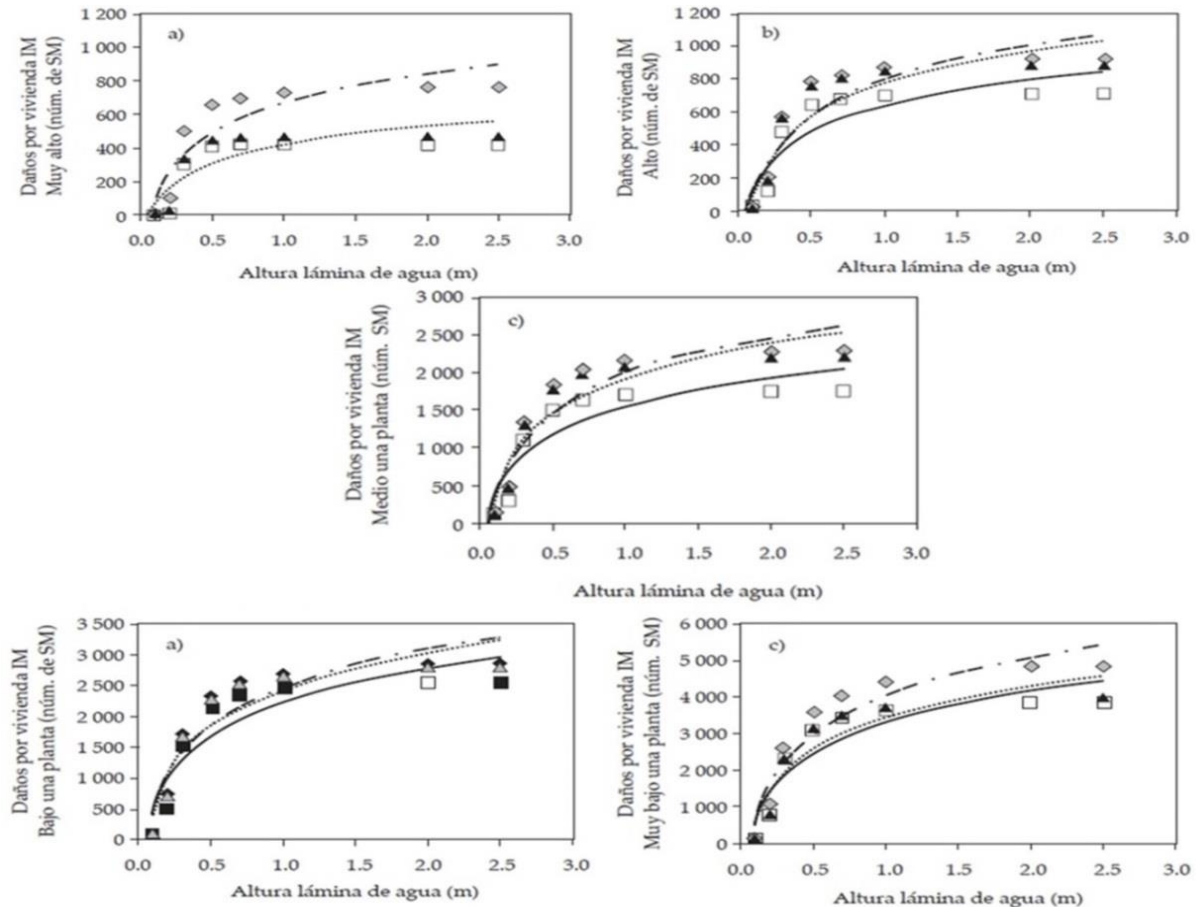 Daños por vivienda IM
Muy alto (núm. de SM)
1 200
1 000
800
600
400
200
0
a)
0.0 0.5 1.0 1.5 2.0 2.5 3.0
Altura lámina de agua (m)
Daños por vivienda IM
Alto (núm. de SM)
1 200
1 000
800
600
400
200
0
b)
0.0 0.5 1.0 1.5 2.0 2.5 3.0
Altura lámina de agua (m)
Daños por vivienda IM
Medio una planta (núm. SM)
3 000
2 500
2 000
1 500
1 000
500
0
c)
0.0 0.5 1.0 1.5 2.0 2.5 3.0
Altura lámina de agua (m)
Daños por vivienda IM
Bajo una planta (núm. de SM)
3 500
3 000
2 500
2 000
1 500
1 000
500
0
a)
0.0 0.5 1.0 1.5 2.0 2.5 3.0
Altura lámina de agua (m)
Daños por vivienda IM
Muy bajo una planta (núm. SM)
6 000
5 000
4 000
3 000
2 000
1 000
0
c)
0.0 0.5 1.0 1.5 2.0 2.5 3.0
Altura lámina de agua (m)